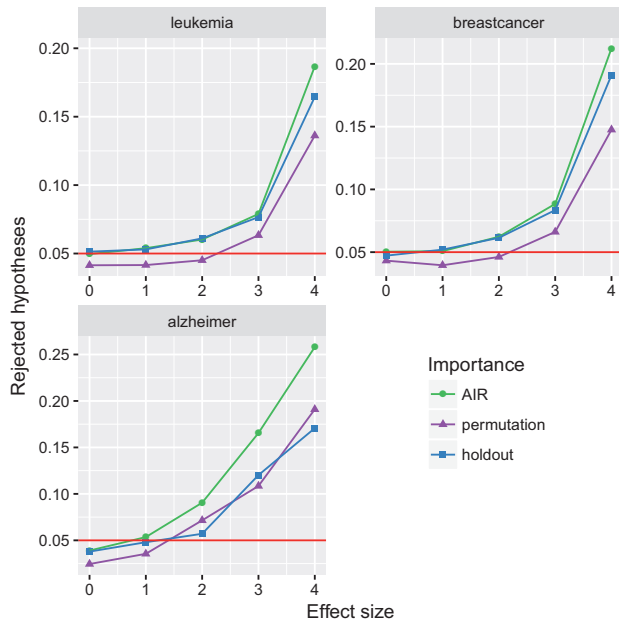 leukemia
breastcancer
0.20
0.15
0.10
0.05
0 1 2 3 4
0.20
0.15
0.10
0.05
0 1 2 3 4
alzheimer
0.25
0.20
0.15
0.10
0.05
0 1 2 3 4
Rejected hypotheses
Effect size
Importance
AIR
permutation
holdout